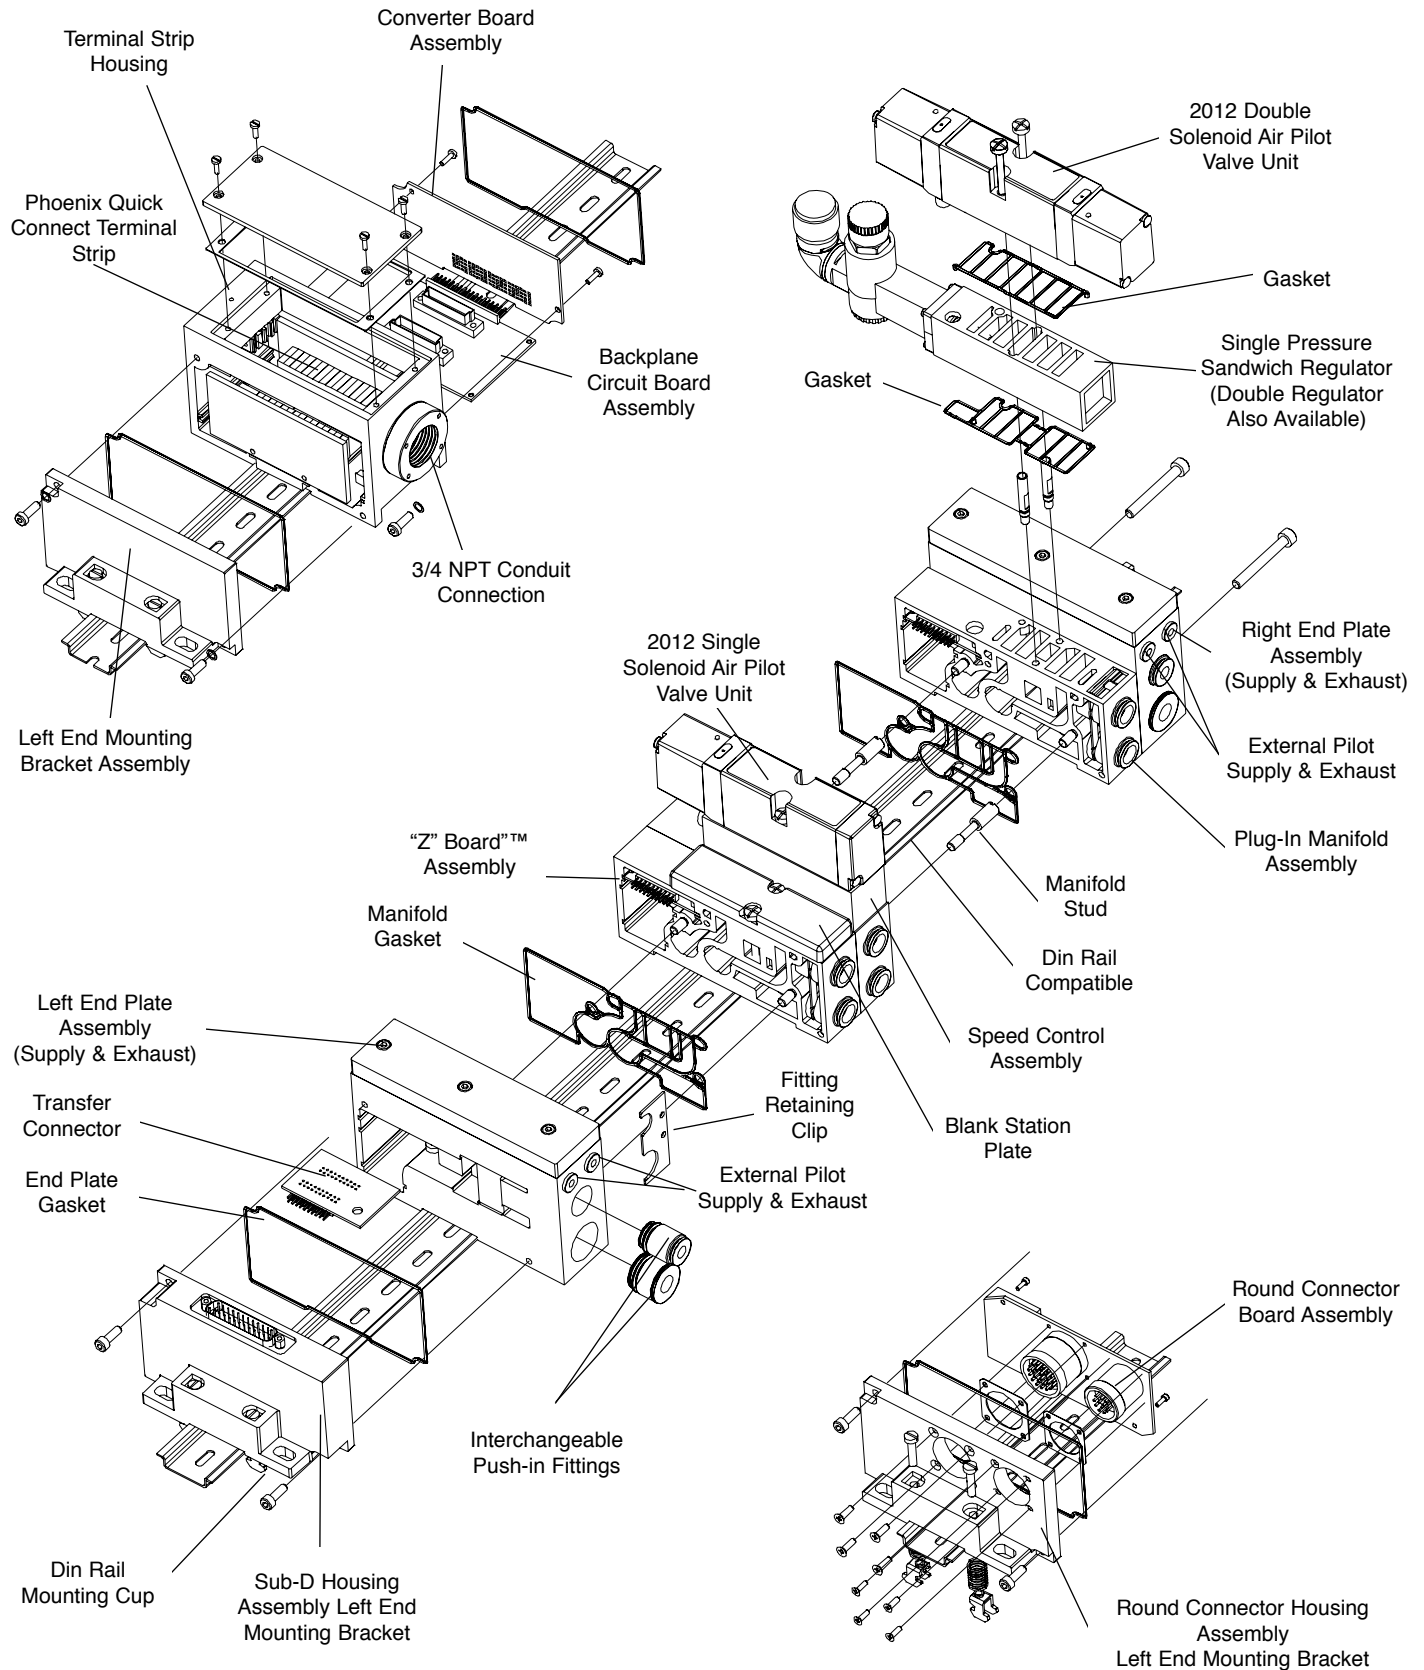 Converter Board
Assembly
Terminal Strip
Housing
2012 Double
Solenoid Air Pilot
Valve Unit
Phoenix Quick
Connect Terminal
Strip
Gasket
Single Pressure
Sandwich Regulator
(Double Regulator
Also Available)
Backplane
Circuit Board
Assembly
Gasket
3/4 NPT Conduit
Connection
2012 Single
Solenoid Air Pilot
Valve Unit
Right End Plate
Assembly
(Supply & Exhaust)
Left End Mounting
Bracket Assembly
External Pilot
Supply & Exhaust
“Z” Board”™
Assembly
Plug-In Manifold
Assembly
Manifold
Stud
Manifold
Gasket
Din Rail
Compatible
Left End Plate
Assembly
(Supply & Exhaust)
Speed Control
Assembly
Fitting
Retaining
Clip
Transfer
Connector
Blank Station
Plate
External Pilot
Supply & Exhaust
End Plate
Gasket
Round Connector
Board Assembly
Interchangeable
Push-in Fittings
Din Rail
Mounting Cup
Sub-D Housing
Assembly Left End
Mounting Bracket
Round Connector Housing
Assembly
Left End Mounting Bracket